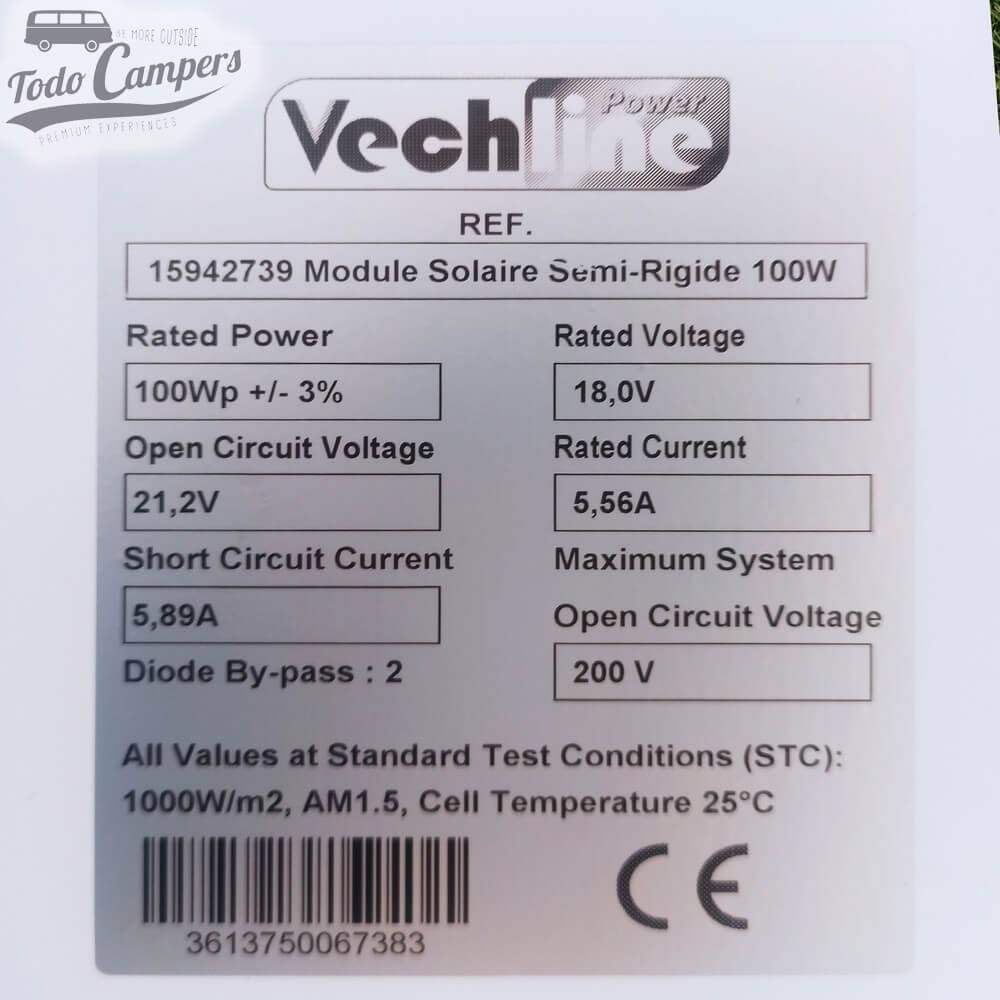 BY MORE OUTSIDE
Todo Campers
PREMIUM EXPERIENCES
Vechline
Power
REF.
15942739 Module Solaire Semi-Rigide 100W
Rated Power
Rated Voltage
100Wp +/- 3%
18,0V
Open Circuit Voltage
Rated Current
21,2V
5,56A
Short Circuit Current
Maximum System
5,89A
Open Circuit Voltage
Diode By-pass : 2
200 V
All Values at Standard Test Conditions (STC):
1000W/m2, AM1.5, Cell Temperature 25°C
3613750067383
CE